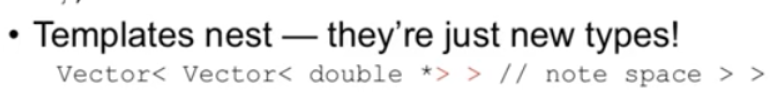 • Templates nest — they're just new types!
Vector< Vector< double *> > // note space > >